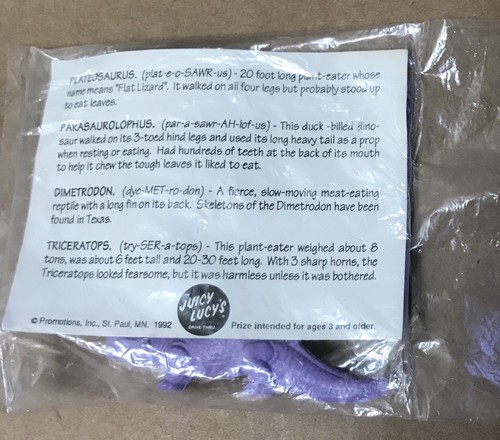 PLATEOSAURUS. (plat-e-o-SAWR-us) - 20 foot long plant-eater whose
name means "Flat Lizard". It walked on all four legs but probably stood up
to eat leaves.
PARASAUROLOPHUS. (par-a-sawr-AH-lof-us) - This duck -billed dino-
saur walked on its 3-toed hind legs and used its long heavy tail as a prop
when resting or eating. Had hundreds of teeth at the back of its mouth
to help it chew the tough leaves it liked to eat.
DIMETRODON. (dye-MET-ro-don) - A fierce, slow-moving meat-eating
reptile with a long fin on its back. Skeletons of the Dimetrodon have been
found in Texas.
TRICERATOPS. (try-SER-a-tops) - This plant-eater weighed about 8
tons, was about 6 feet tall and 20-30 feet long. With 3 sharp horns, the
Triceratops looked fearsome, but it was harmless unless it was bothered.
JUICY
LUCY'S
DRIVE-THRU
© Promotions, Inc., St. Paul, MN. 1992 Prize intended for ages 3 and older.